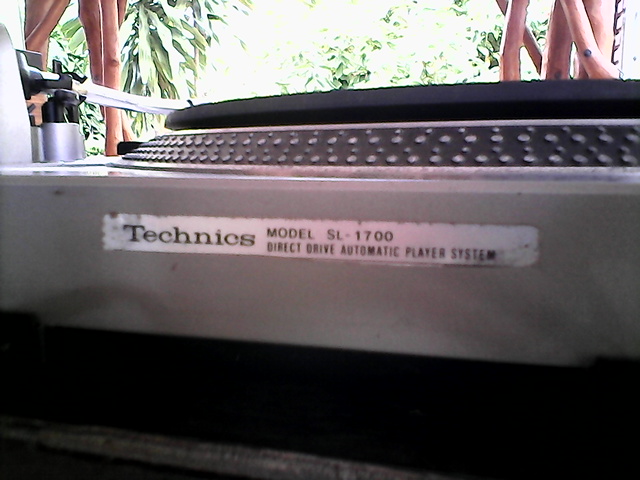 Technics MODEL SL-1700
DIRECT DRIVE AUTOMATIC PLAYER SYSTEM